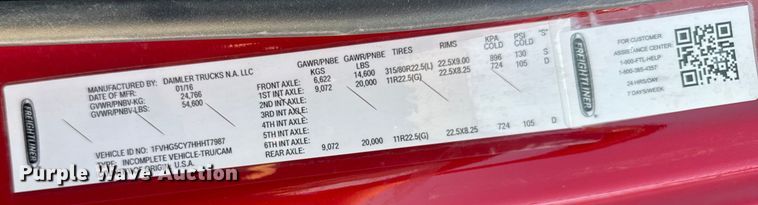 FREIGHTLINER
MANUFACTURED BY: DAIMLER TRUCKS N.A. LLC
DATE OF MFR: 01/16
GVWR/PNBV-KG: 24,766
GVWR/PNBV-LBS: 54,600
VEHICLE ID NUMBER: 1FVHG5CY7HHHT7987
TYPE: INCOMPLETE VEHICLE-TRU/CAM
OF ORIGIN: U.S.A.
GAWR/PNBE KGS GAWR/PNBE LBS TIRES RIMS KPA COLD PSI COLD "S"
FRONT AXLE: 6,622 14,600 315/80R22.5(L) 22.5X9.00 896 130 S
1ST INT AXLE: 9,072 20,000 11R22.5(G) 22.5X8.25 724 105 D
2ND INT AXLE:
3RD INT AXLE:
4TH INT AXLE:
5TH INT AXLE:
6TH INT AXLE:
REAR AXLE: 9,072 20,000 11R22.5(G) 22.5X8.25 724 105 D
FREIGHTLINER
FOR CUSTOMER
ASSISTANCE CENTER:
1-800-FTL-HELP
1-800-385-4357
24 HRS/DAY
7 DAYS/WEEK
Purple Wave Auction